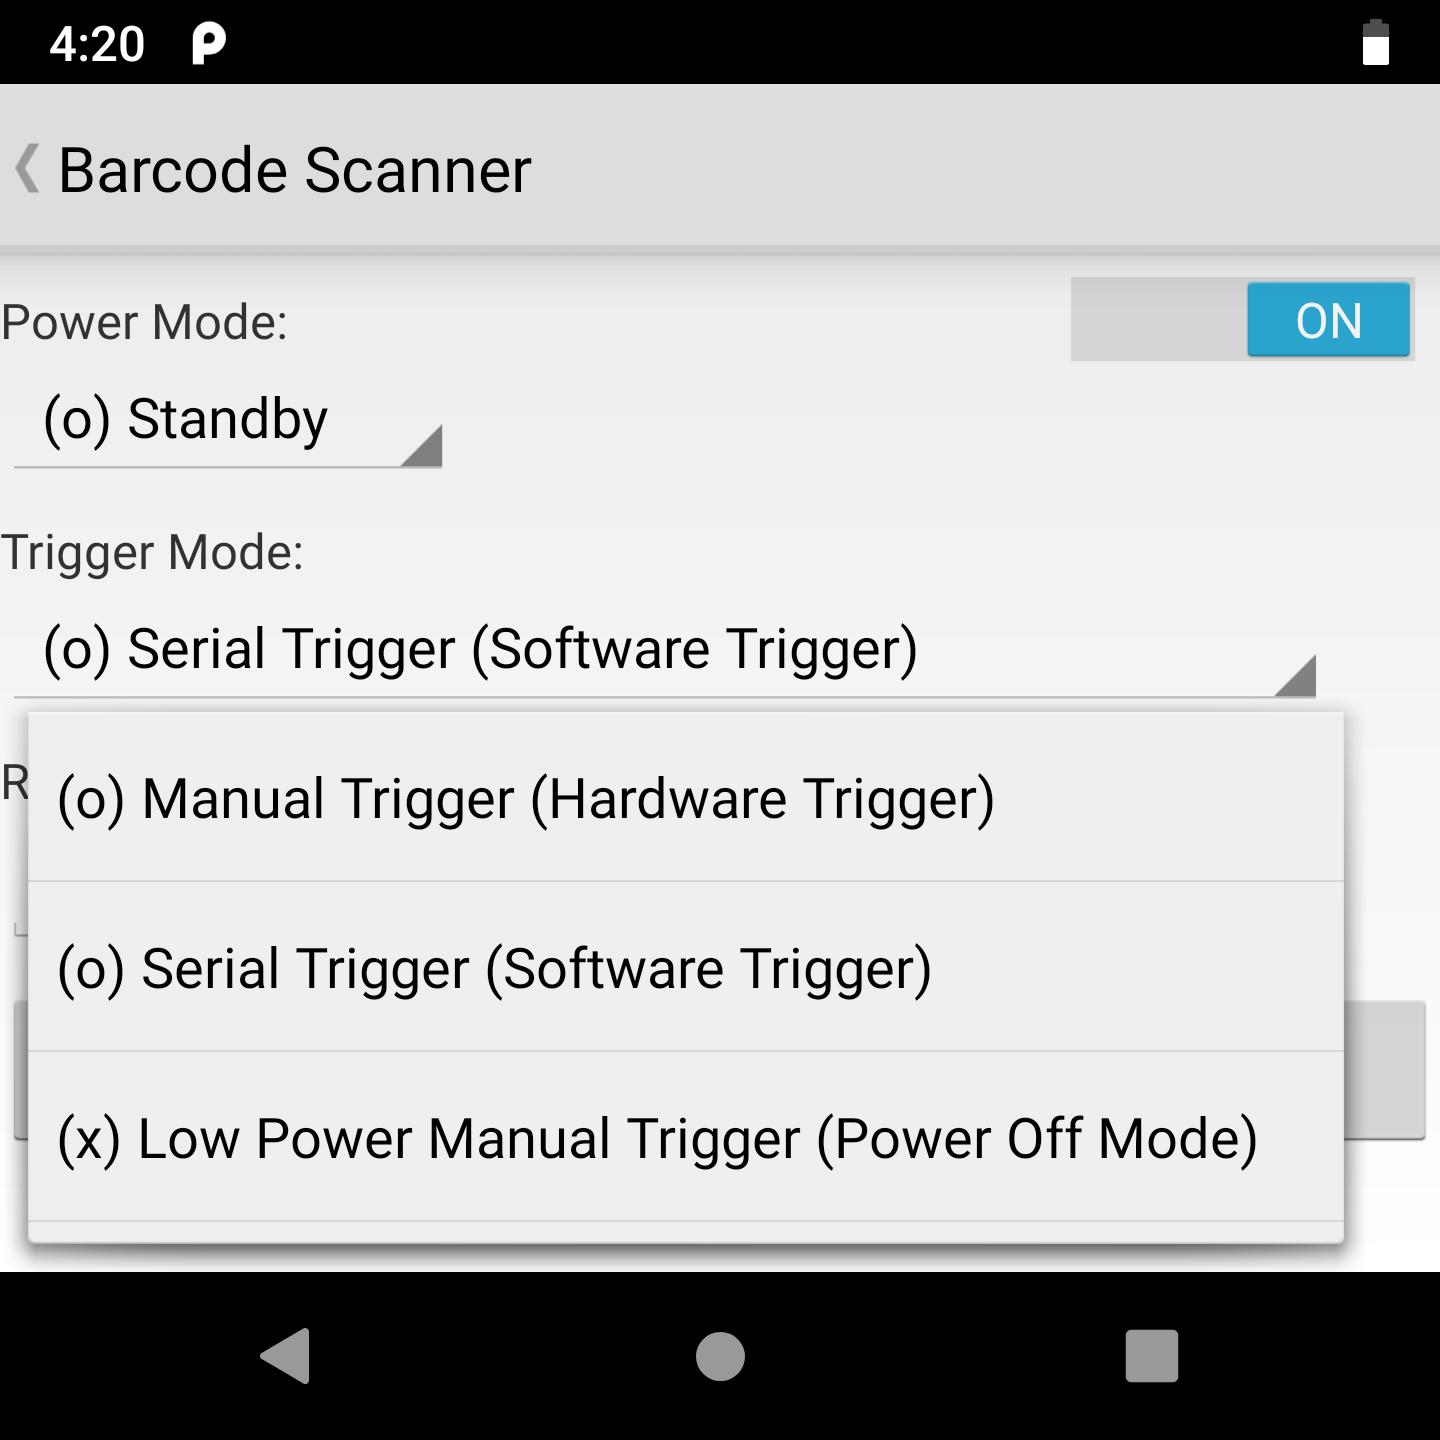 4:20
Barcode Scanner
Power Mode:
ON
(o) Standby
Trigger Mode:
(o) Serial Trigger (Software Trigger)
R
(o) Manual Trigger (Hardware Trigger)
(o) Serial Trigger (Software Trigger)
(x) Low Power Manual Trigger (Power Off Mode)